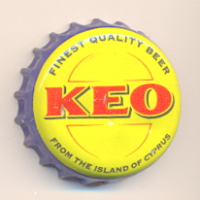 FINEST QUALITY BEER
KEO
FROM THE ISLAND OF CYPRUS